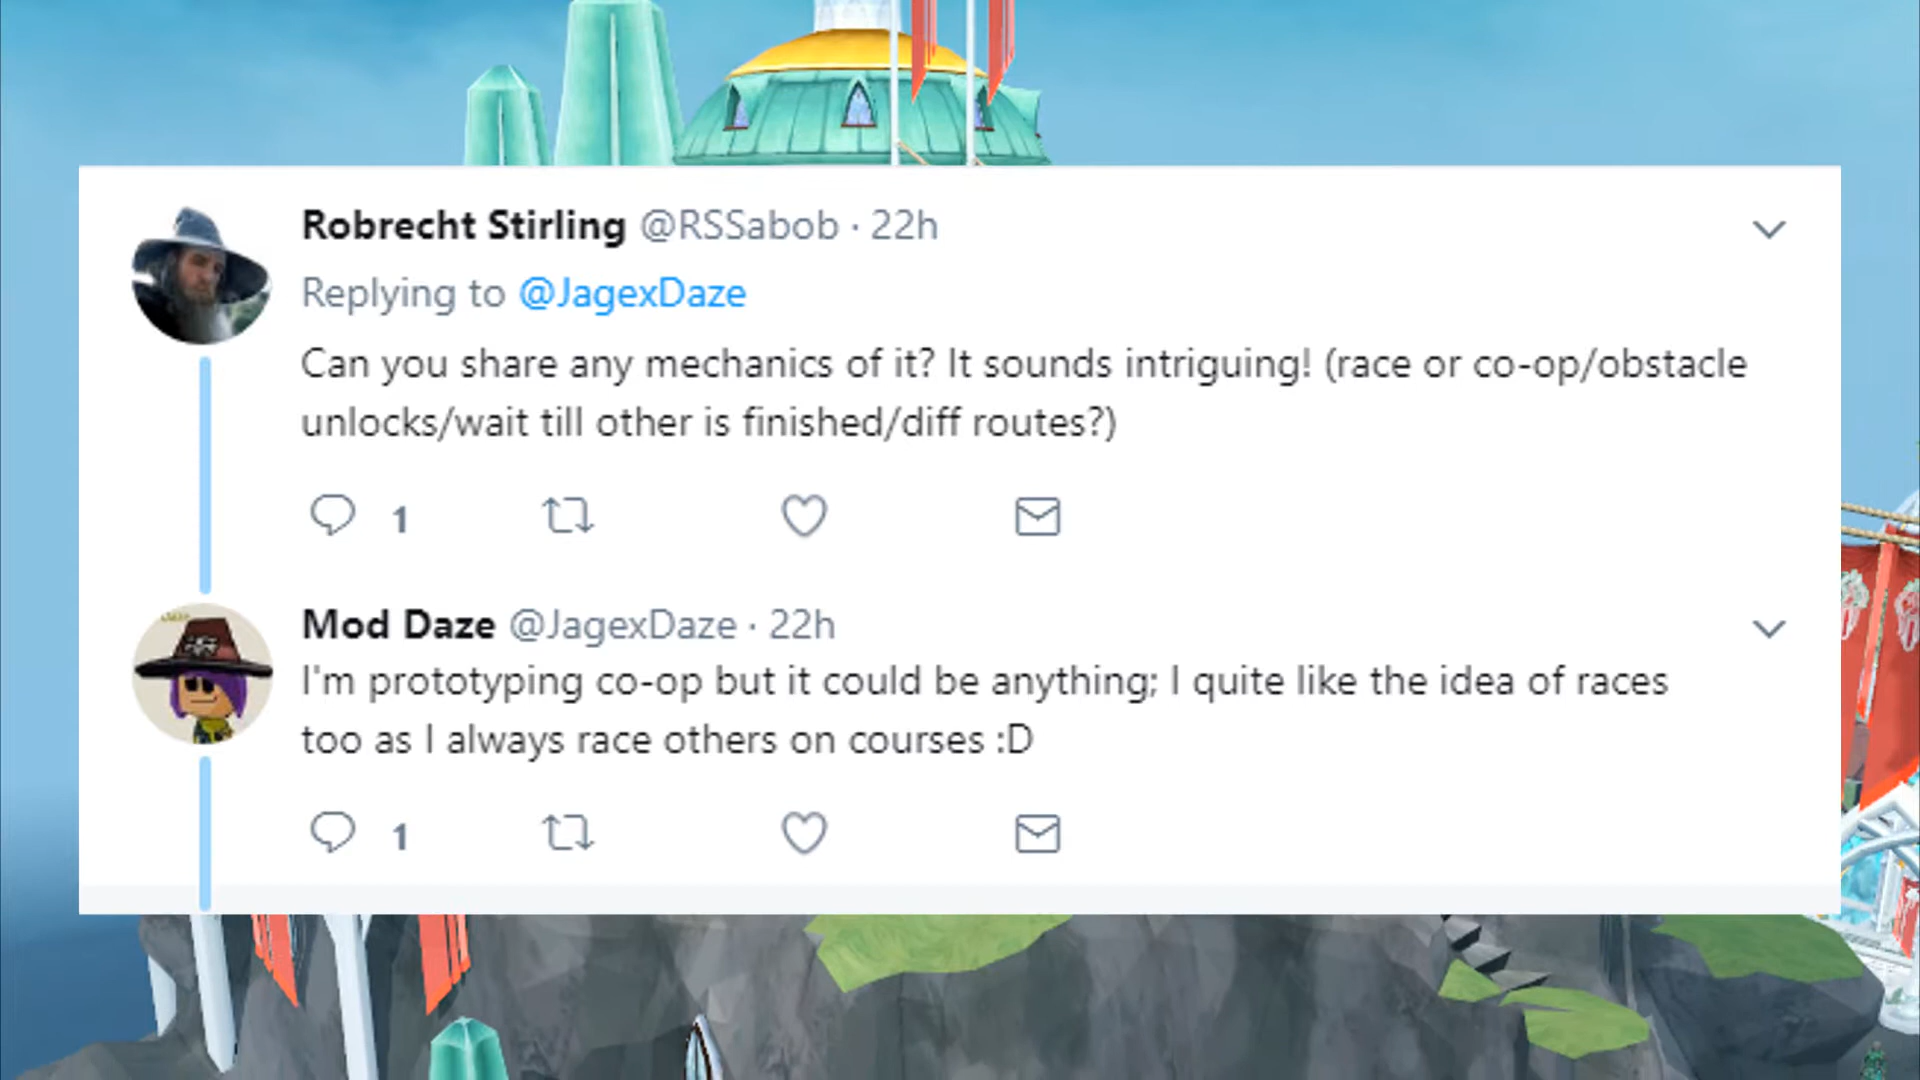 Robrecht Stirling @RSSabob · 22h
Replying to @JagexDaze
Can you share any mechanics of it? It sounds intriguing! (race or co-op/obstacle
unlocks/wait till other is finished/diff routes?)
1
Mod Daze @JagexDaze · 22h
I'm prototyping co-op but it could be anything; I quite like the idea of races
too as I always race others on courses :D
1